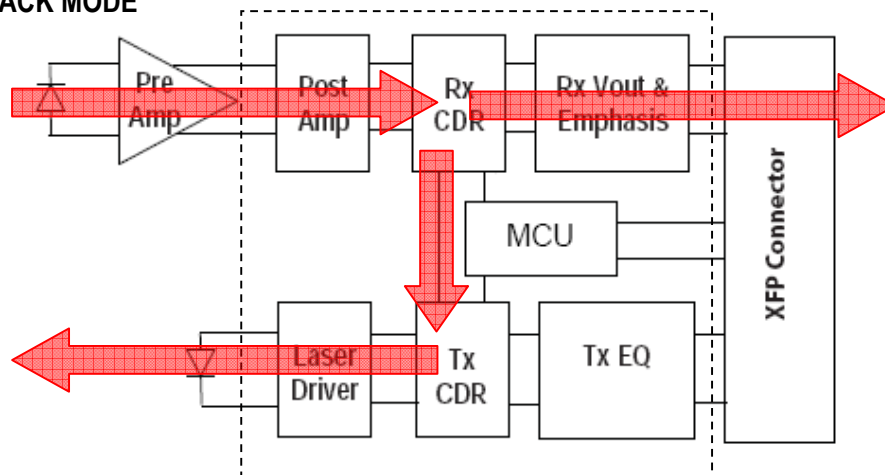 ACK MODE
Pre
Amp
Post
Amp
Rx
CDR
Rx Vout &
Emphasis
MCU
XFP Connector
Laser
Driver
Tx
CDR
Tx EQ